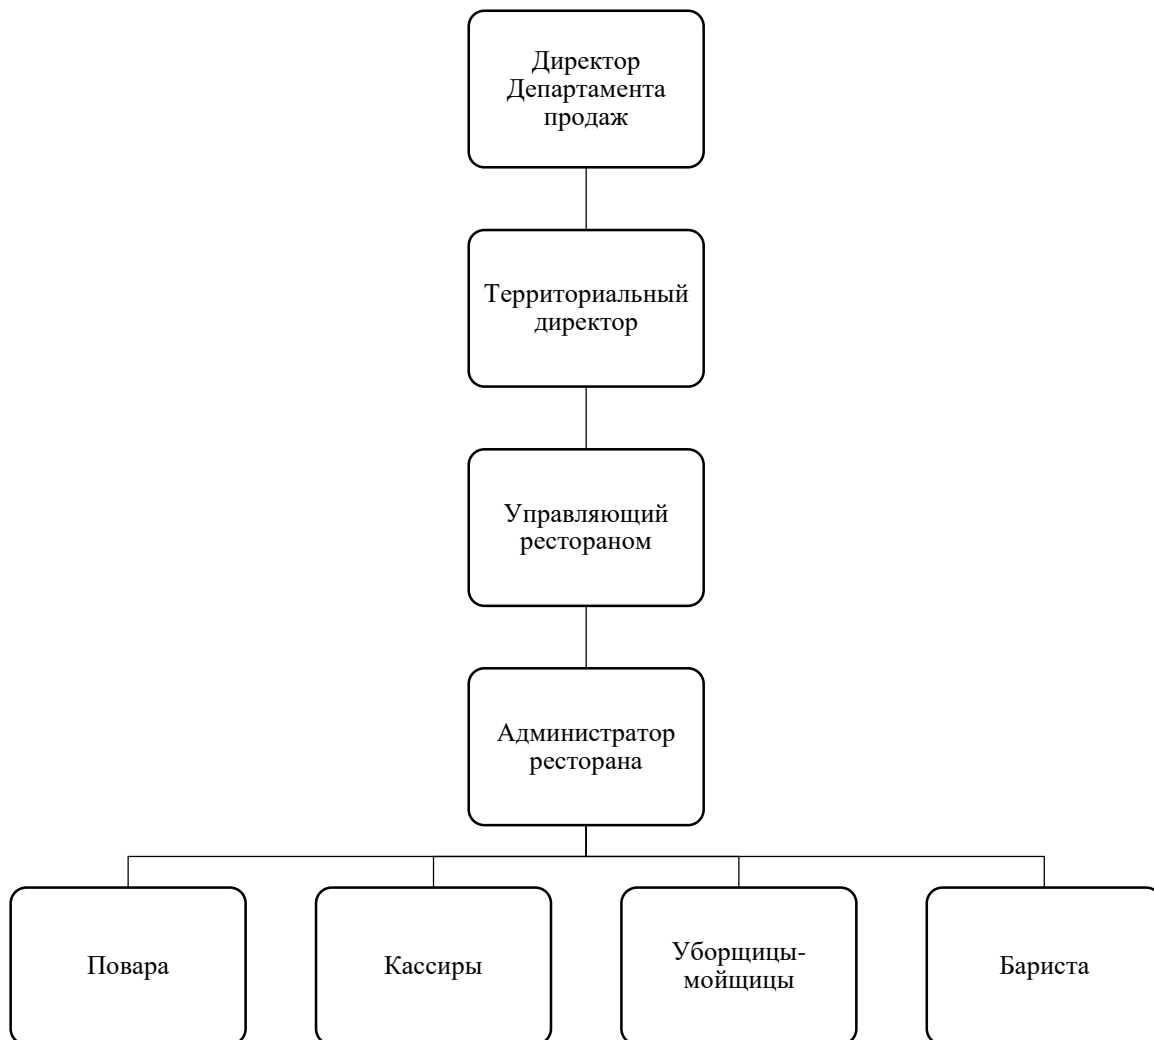 Директор
Департамента
продаж
Территориальный
директор
Управляющий
рестораном
Администратор
ресторана
Повара
Кассиры
Уборщицы-
мойщицы
Бариста